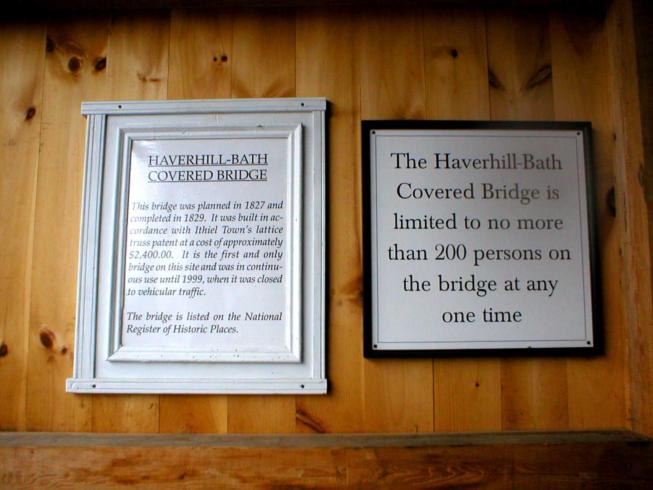 HAVERHILL-BATH
COVERED BRIDGE
This bridge was planned in 1827 and
completed in 1829. It was built in ac-
cordance with Ithiel Town's lattice
truss patent at a cost of approximately
$2,400.00. It is the first and only
bridge on this site and was in continu-
ous use until 1999, when it was closed
to vehicular traffic.
The bridge is listed on the National
Register of Historic Places.
The Haverhill-Bath
Covered Bridge is
limited to no more
than 200 persons on
the bridge at any
one time